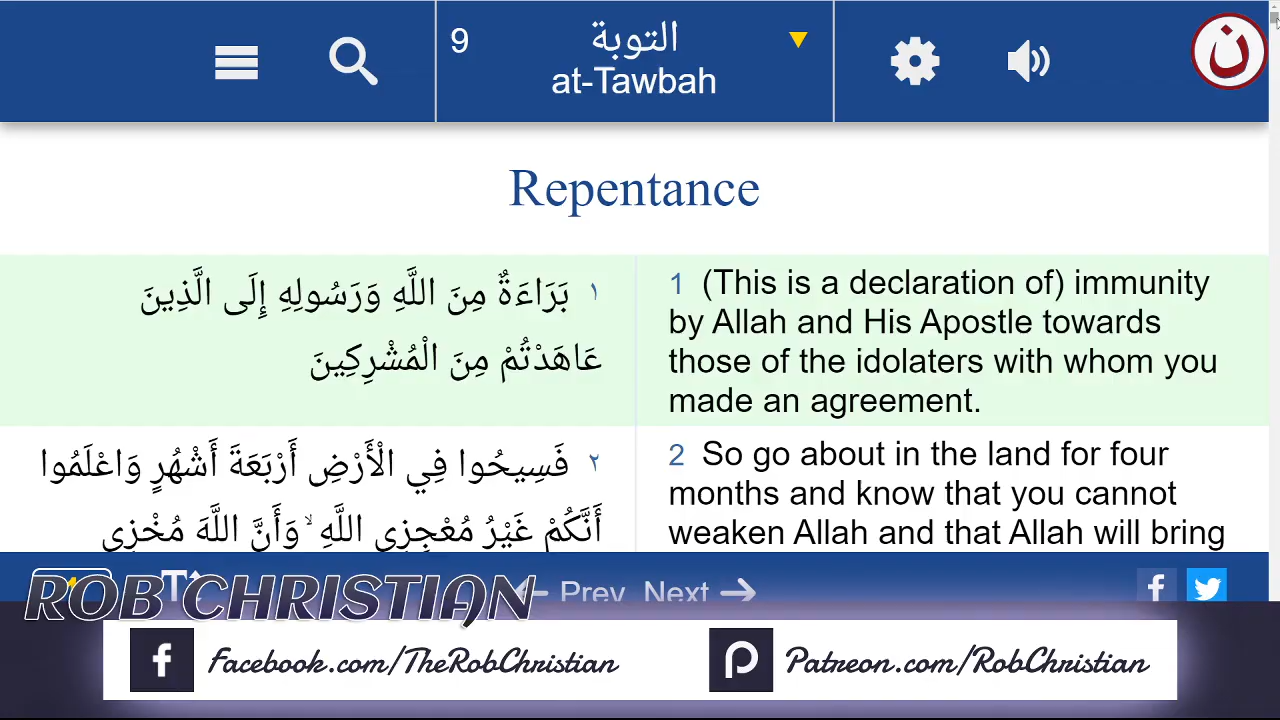 9
التوبة
at-Tawbah
ن
Repentance
١ بَرَاءَةٌ مِنَ اللَّهِ وَرَسُولِهِ إِلَى الَّذِينَ
عَاهَدْتُمْ مِنَ الْمُشْرِكِينَ
1 (This is a declaration of) immunity
by Allah and His Apostle towards
those of the idolaters with whom you
made an agreement.
٢ فَسِيحُوا فِي الْأَرْضِ أَرْبَعَةَ أَشْهُرٍ وَاعْلَمُوا
أَنَّكُمْ غَيْرُ مُعْجِزِي اللَّهِ ۙ وَأَنَّ اللَّهَ مُخْزِي
2 So go about in the land for four
months and know that you cannot
weaken Allah and that Allah will bring
Prev Next
ROB CHRISTIAN
Facebook.com/TheRobChristian
Patreon.com/RobChristian